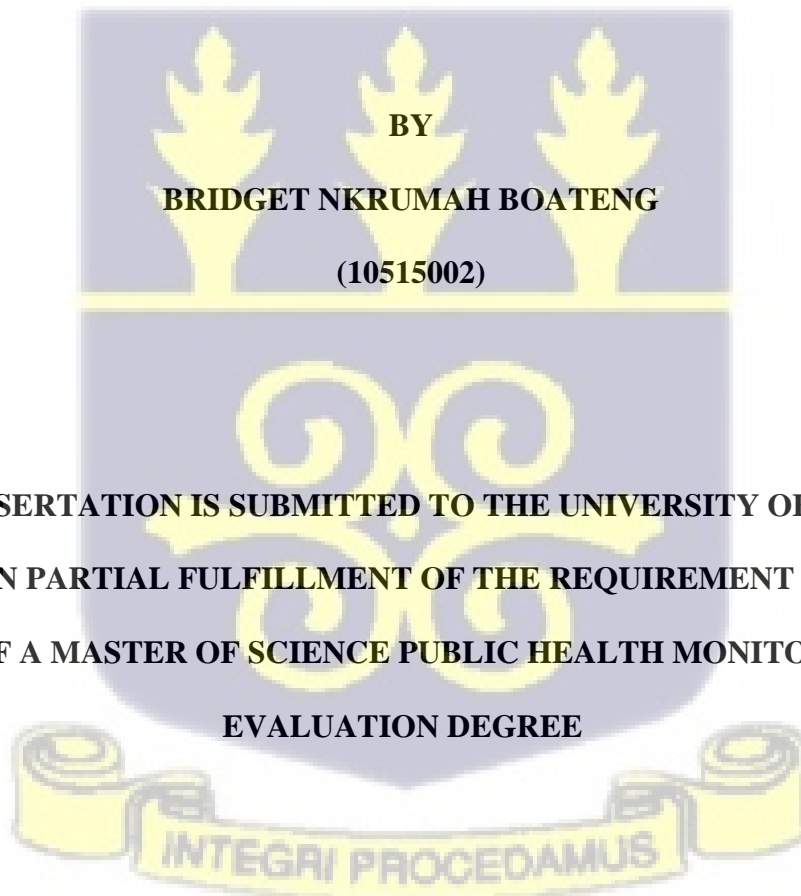 BY
BRIDGET NKRUMAH BOATENG
(10515002)
SERTATION IS SUBMITTED TO THE UNIVERSITY OF
N PARTIAL FULFILLMENT OF THE REQUIREMENT
F A MASTER OF SCIENCE PUBLIC HEALTH MONITO
EVALUATION DEGREE
INTEGRI PROCEDAMUS